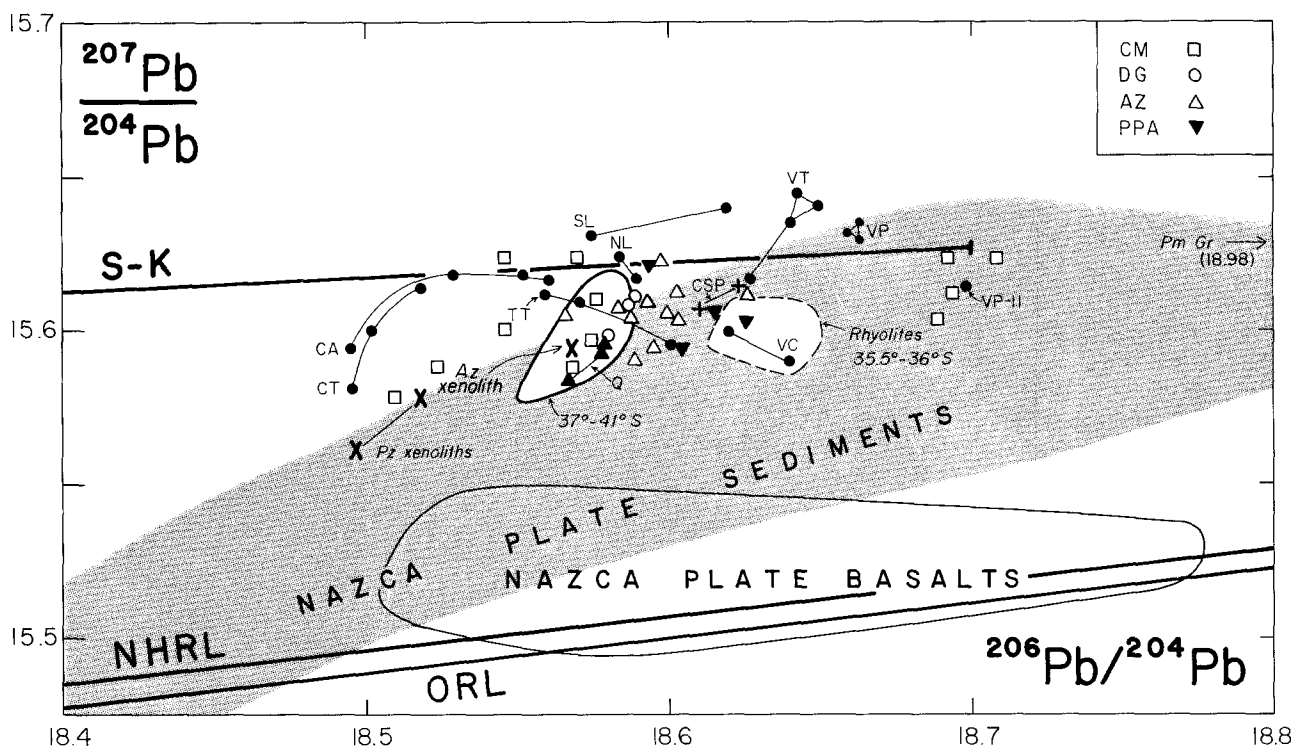 15.7
15.6
15.5
²⁰⁷Pb
²⁰⁴Pb
CM □
DG ○
AZ △
PPA ▼
VT
SL
NL
VP
S-K
Pm Gr →
(18.98)
CSP
VP-II
TT
CA
CT
Az
xenolith
Q
VC
Rhyolites
35.5°-36°S
37°-41°S
Pz xenoliths
NAZCA PLATE SEDIMENTS
NAZCA PLATE BASALTS
NHRL
ORL
²⁰⁶Pb/²⁰⁴Pb
18.4 18.5 18.6 18.7 18.8